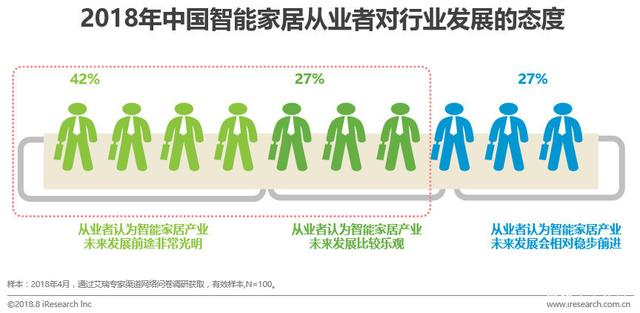 2018年中国智能家居从业者对行业发展的态度
42%
27%
27%
从业者认为智能家居产业
未来发展前途非常光明
从业者认为智能家居产业
未来发展比较乐观
从业者认为智能家居产业
未来发展会相对稳步前进
样本：2018年4月，通过艾瑞专家渠道网络问卷调研获取，有效样本,N=100。
©2018.8 iResearch Inc
www.iresearch.com.cn